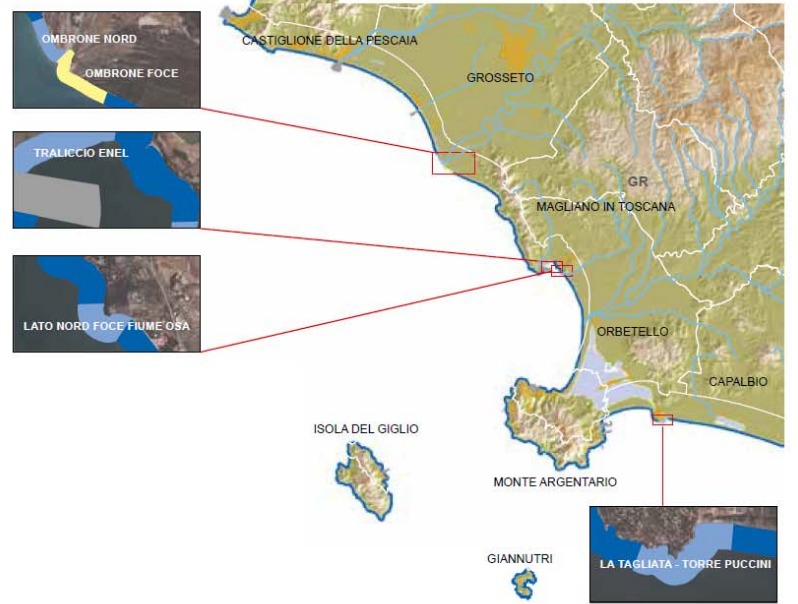 OMBRONE NORD
OMBRONE FOCE
CASTIGLIONE DELLA PESCAIA
GROSSETO
TRALICCIO ENEL
GR
MAGLIANO IN TOSCANA
LATO NORD FOCE FIUME OSA
ORBETELLO
CAPALBIO
ISOLA DEL GIGLIO
MONTE ARGENTARIO
GIANNUTRI
LA TAGLIATA - TORRE PUCCINI